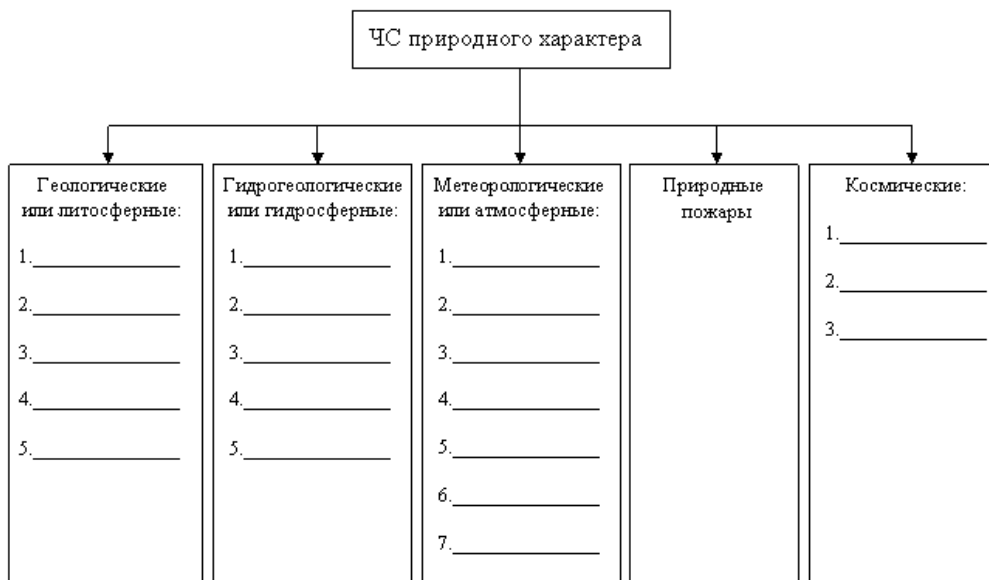 ЧС природного характера
Геологические
или литосферные:
1.
2.
3.
4.
5.
Гидрогеологические
или гидросферные:
1.
2.
3.
4.
5.
Метеорологические
или атмосферные:
1.
2.
3.
4.
5.
6.
7.
Природные
пожары
Космические:
1.
2.
3.